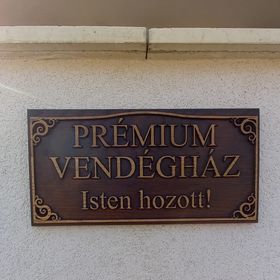 PRÉMIUM
VENDÉGHÁZ
Isten hozott!